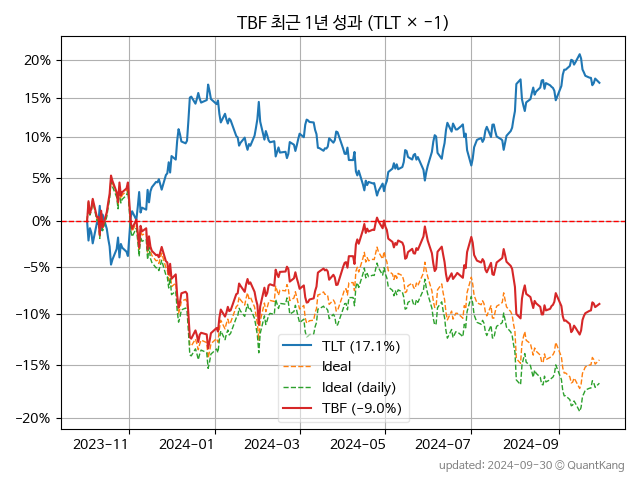 TBF 최근 1년 성과 (TLT × −1)
20%
15%
10%
5%
0%
−5%
−10%
−15%
−20%
TLT (17.1%)
Ideal
Ideal (daily)
TBF (−9.0%)
2023-11
2024-01
2024-03
2024-05
2024-07
2024-09
updated: 2024-09-30 © QuantKang